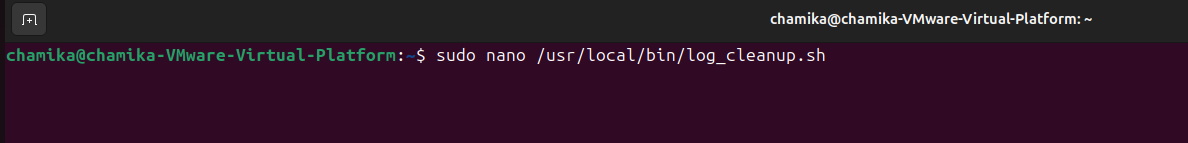 chamika@chamika-VMware-Virtual-Platform: ~
chamika@chamika-VMware-Virtual-Platform:~$ sudo nano /usr/local/bin/log_cleanup.sh